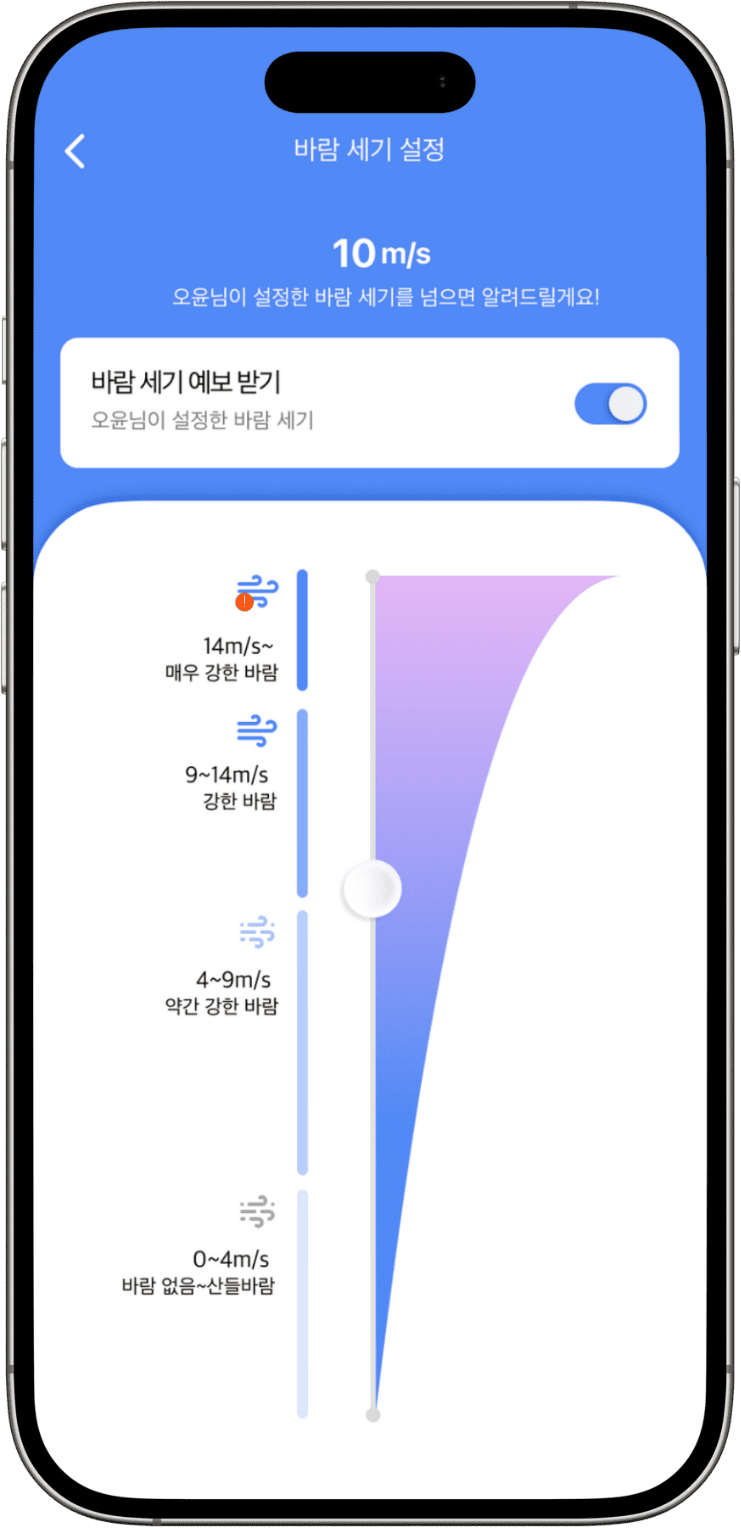 바람 세기 설정
10 m/s
오윤님이 설정한 바람 세기를 넘으면 알려드릴게요!
바람 세기 예보 받기
오윤님이 설정한 바람 세기
14m/s~
매우 강한 바람
9~14m/s
강한 바람
4~9m/s
약간 강한 바람
0~4m/s
바람 없음~산들바람